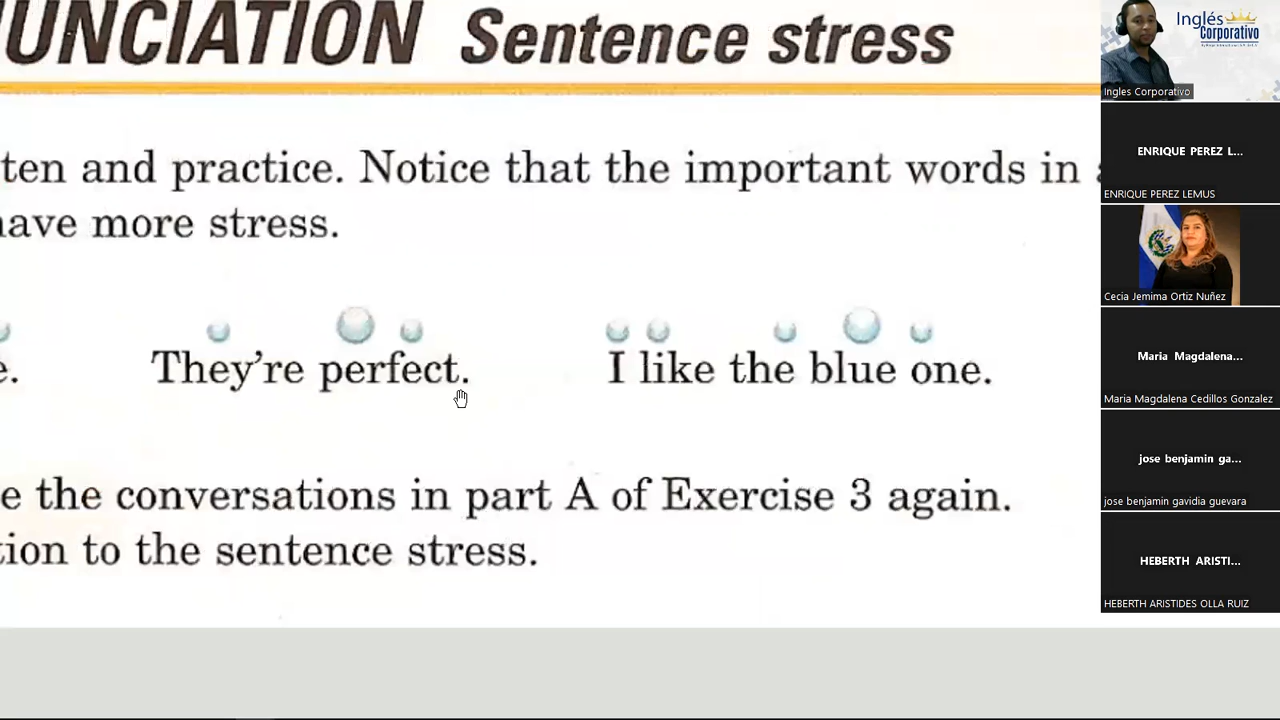 UNCIATION Sentence stress
ten and practice. Notice that the important words in
have more stress.
e. They're perfect. I like the blue one.
e the conversations in part A of Exercise 3 again.
tion to the sentence stress.
Inglés
Corporativo
Ingles Corporativo
ENRIQUE PEREZ L...
ENRIQUE PEREZ LEMUS
Cecia Jemima Ortiz Nuñez
Maria Magdalena...
Maria Magdalena Cedillos Gonzalez
jose benjamin ga...
jose benjamin gavidia guevara
HEBERTH ARISTI...
HEBERTH ARISTIDES OLLA RUIZ